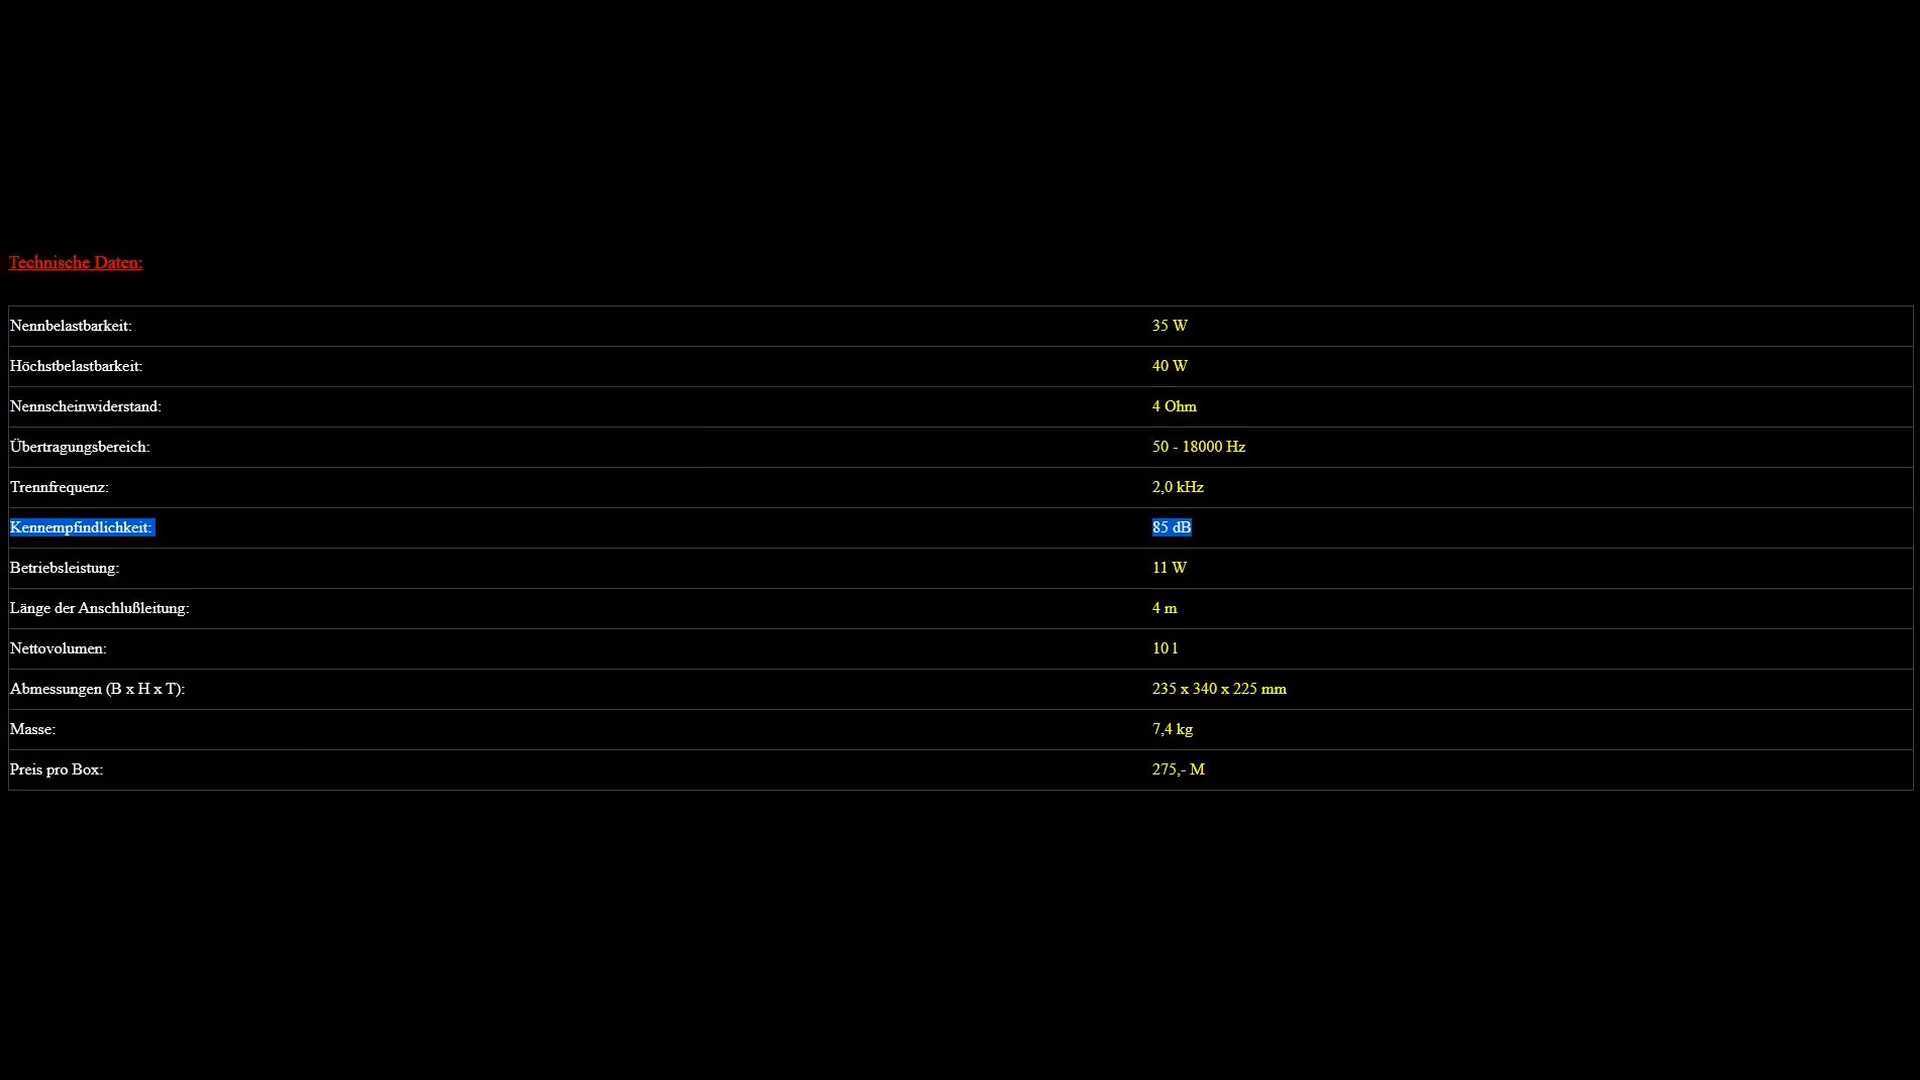 Technische Daten:
Nennbelastbarkeit: 35 W
Höchstbelastbarkeit: 40 W
Nennscheinwiderstand: 4 Ohm
Übertragungsbereich: 50 - 18000 Hz
Trennfrequenz: 2,0 kHz
Kennempfindlichkeit: 85 dB
Betriebsleistung: 11 W
Länge der Anschlußleitung: 4 m
Nettovolumen: 10 l
Abmessungen (B x H x T): 235 x 340 x 225 mm
Masse: 7,4 kg
Preis pro Box: 275,- M